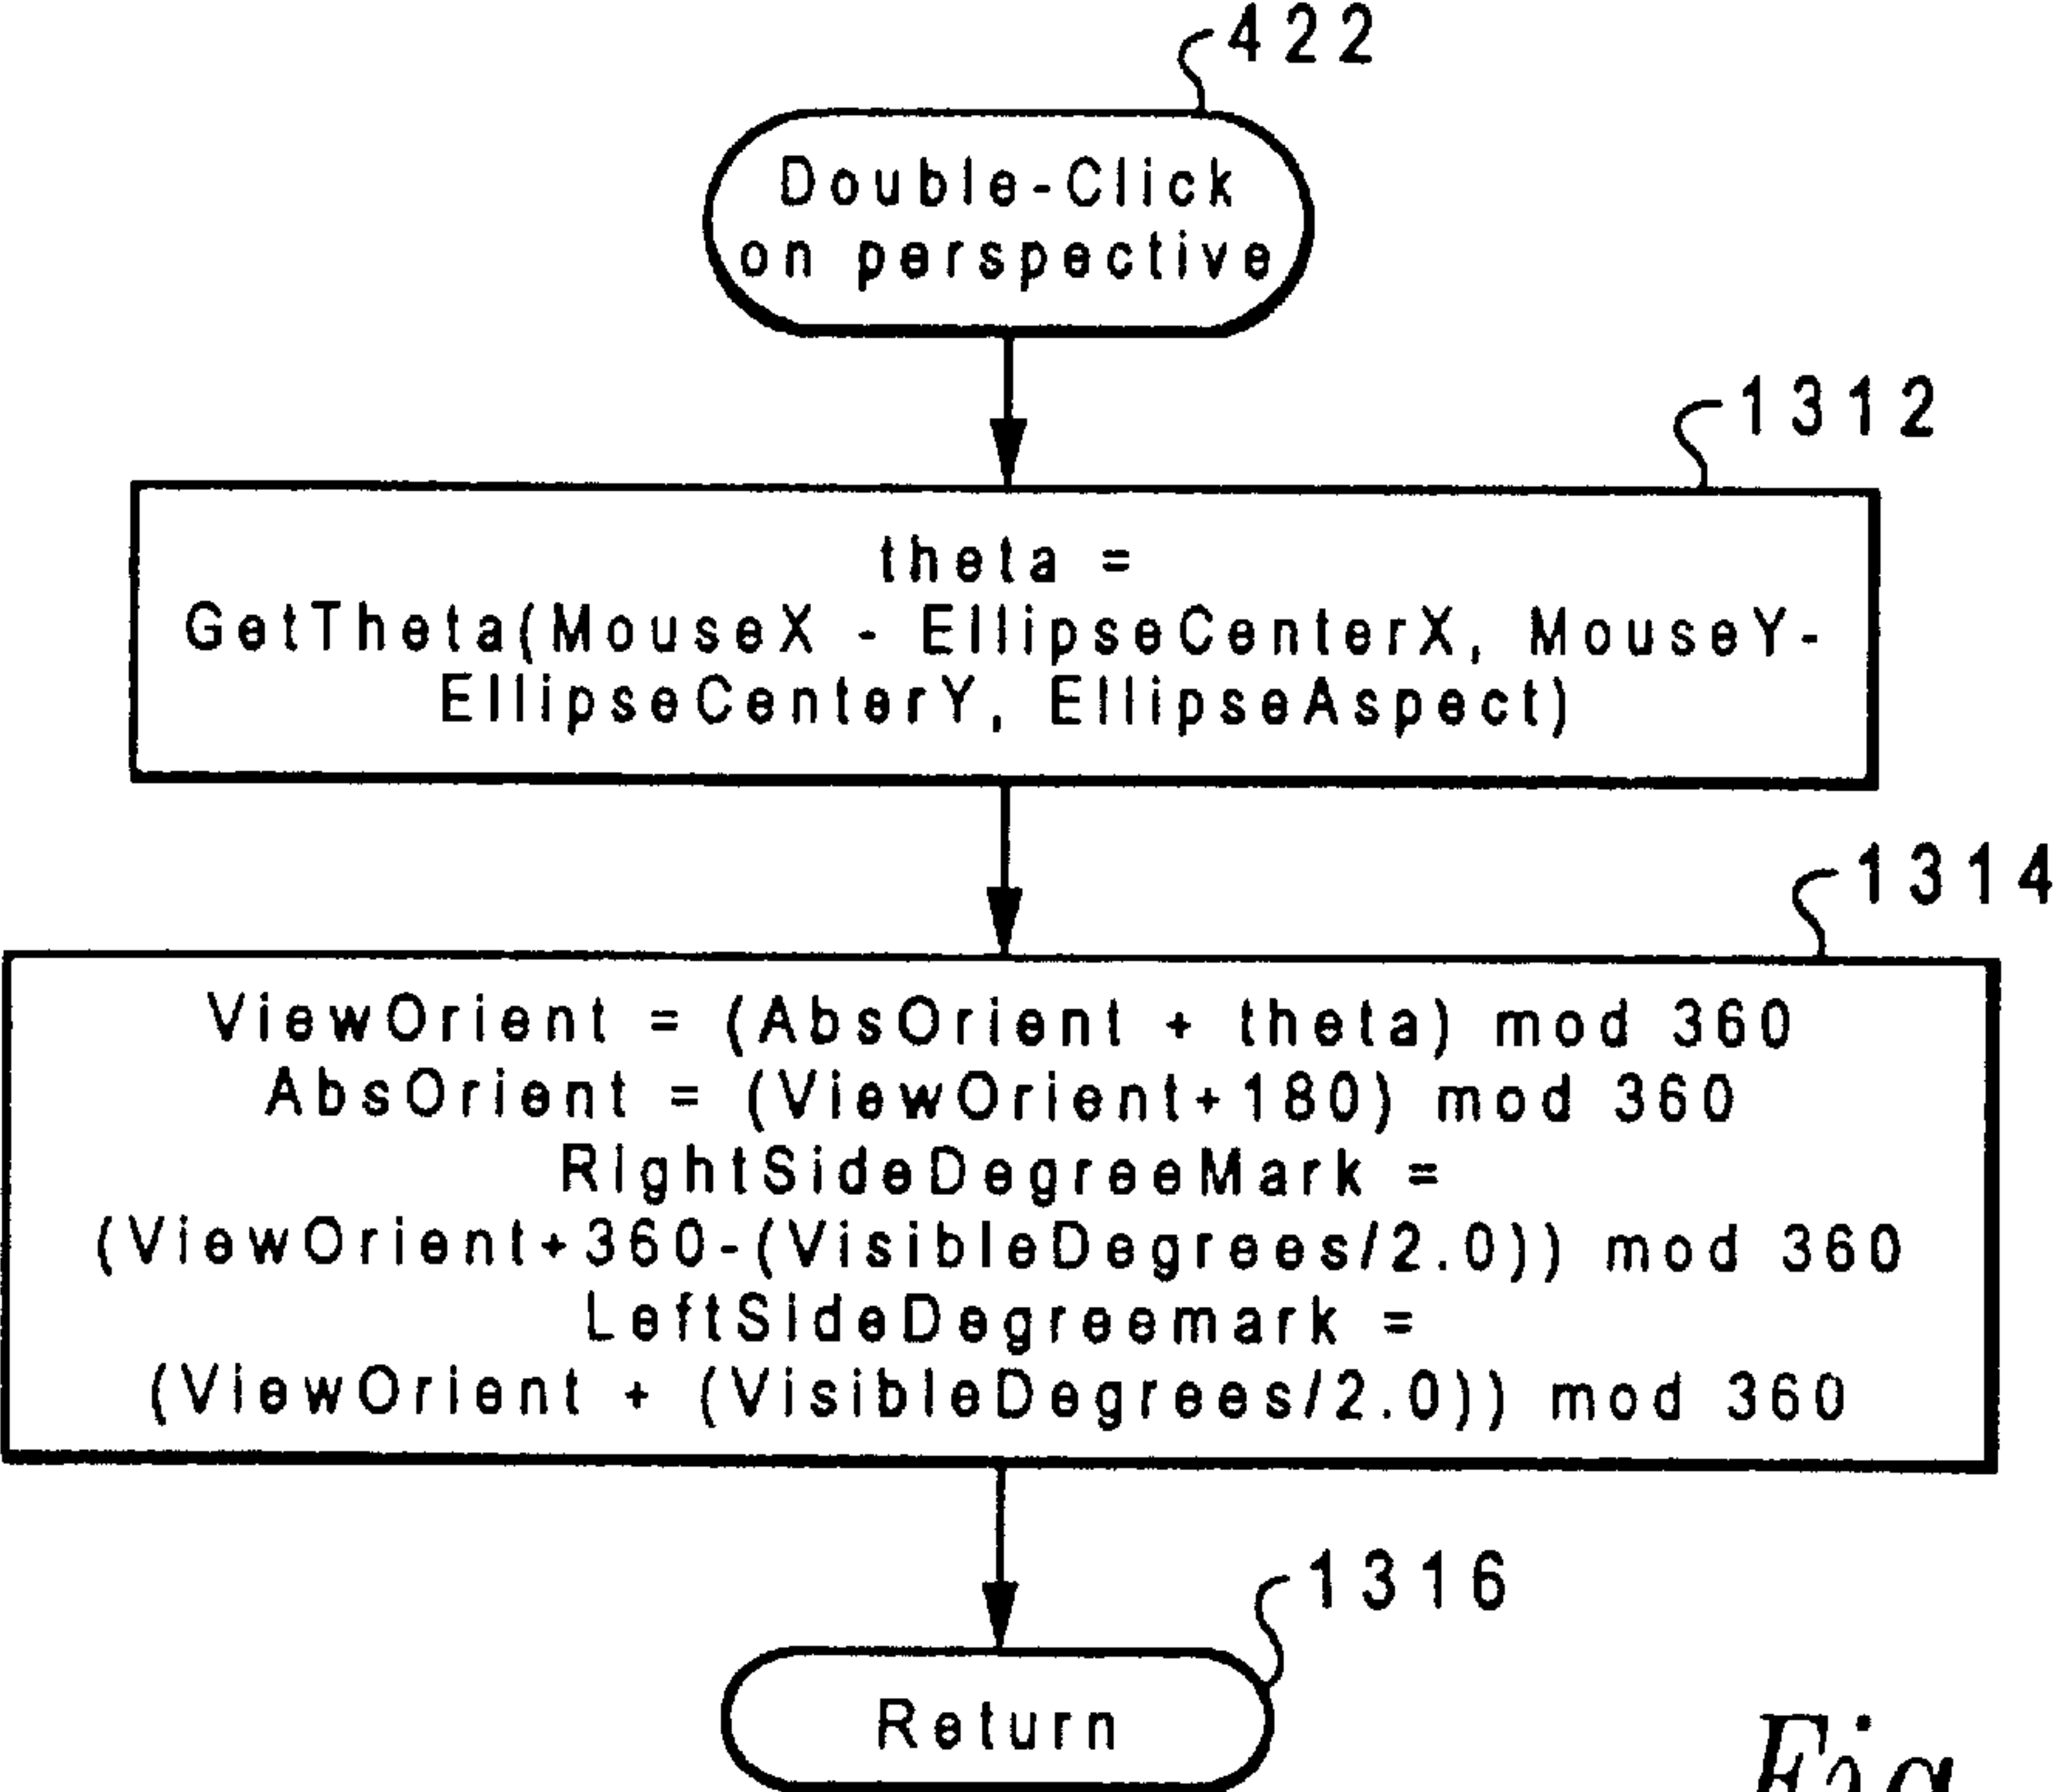 422
Double-Click
on perspective
1312
theta =
GetTheta(MouseX - EllipseCenterX, MouseY-
EllipseCenterY, EllipseAspect)
1314
ViewOrient = (AbsOrient + theta) mod 360
AbsOrient = (ViewOrient+180) mod 360
RightSideDegreeMark =
(ViewOrient+360-(VisibleDegrees/2.0)) mod 360
LeftSideDegreemark =
(ViewOrient + (VisibleDegrees/2.0)) mod 360
1316
Return
Fig